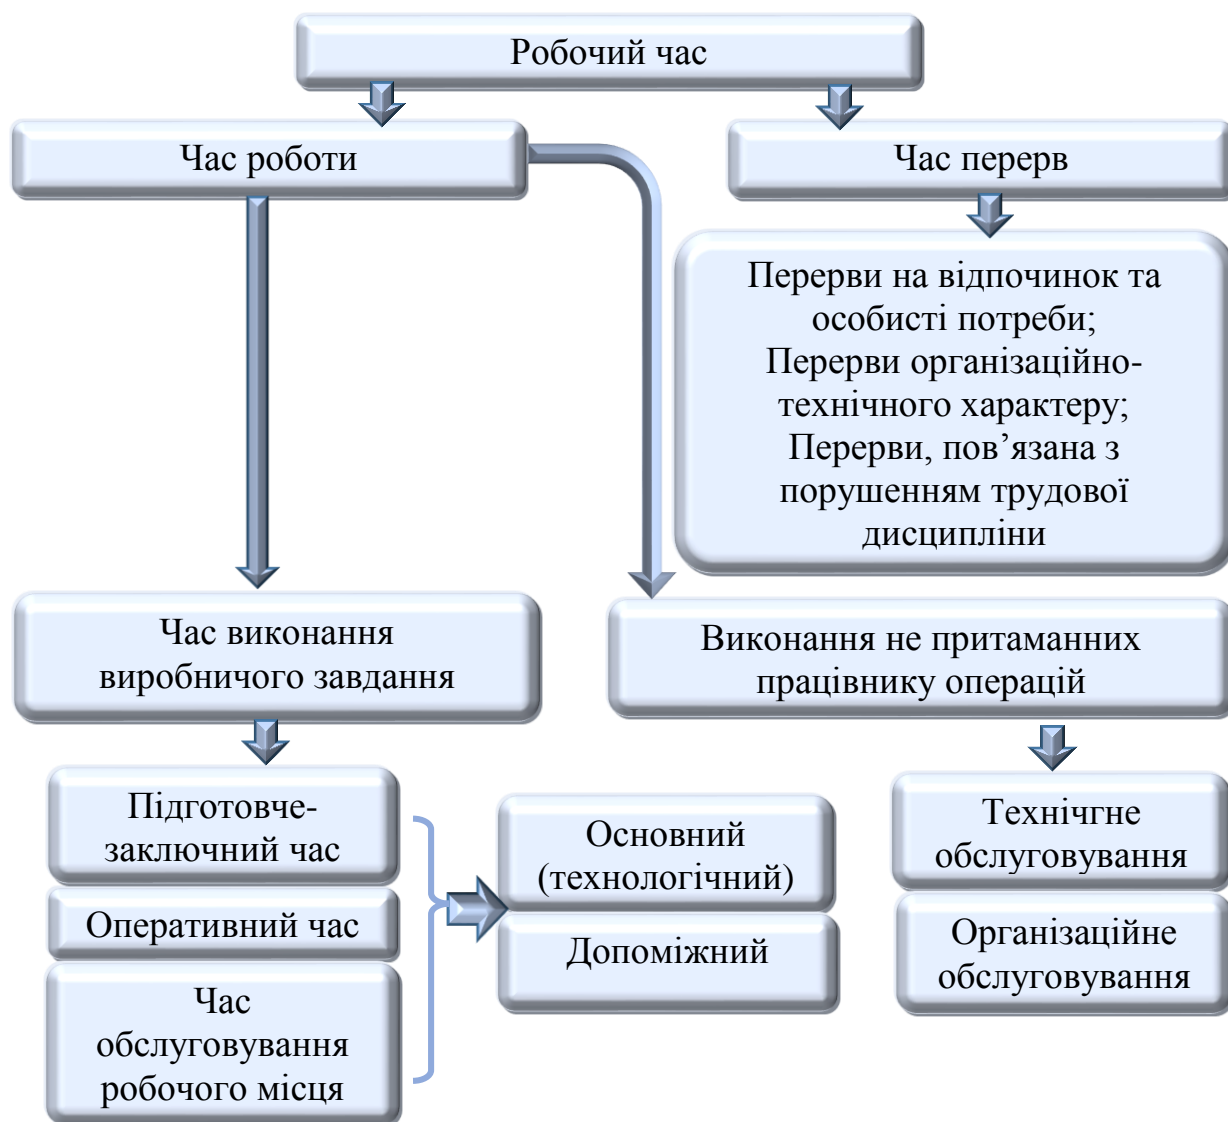 Робочий час
Час роботи
Час перерв
Перерви на відпочинок та
особисті потреби;
Перерви організаційно-
технічного характеру;
Перерви, пов’язана з
порушенням трудової
дисципліни
Час виконання
виробничого завдання
Виконання не притаманних
працівнику операцій
Підготовче-
заключний час
Оперативний час
Час
обслуговування
робочого місця
Основний
(технологічний)
Допоміжний
Технічгне
обслуговування
Організаційне
обслуговування